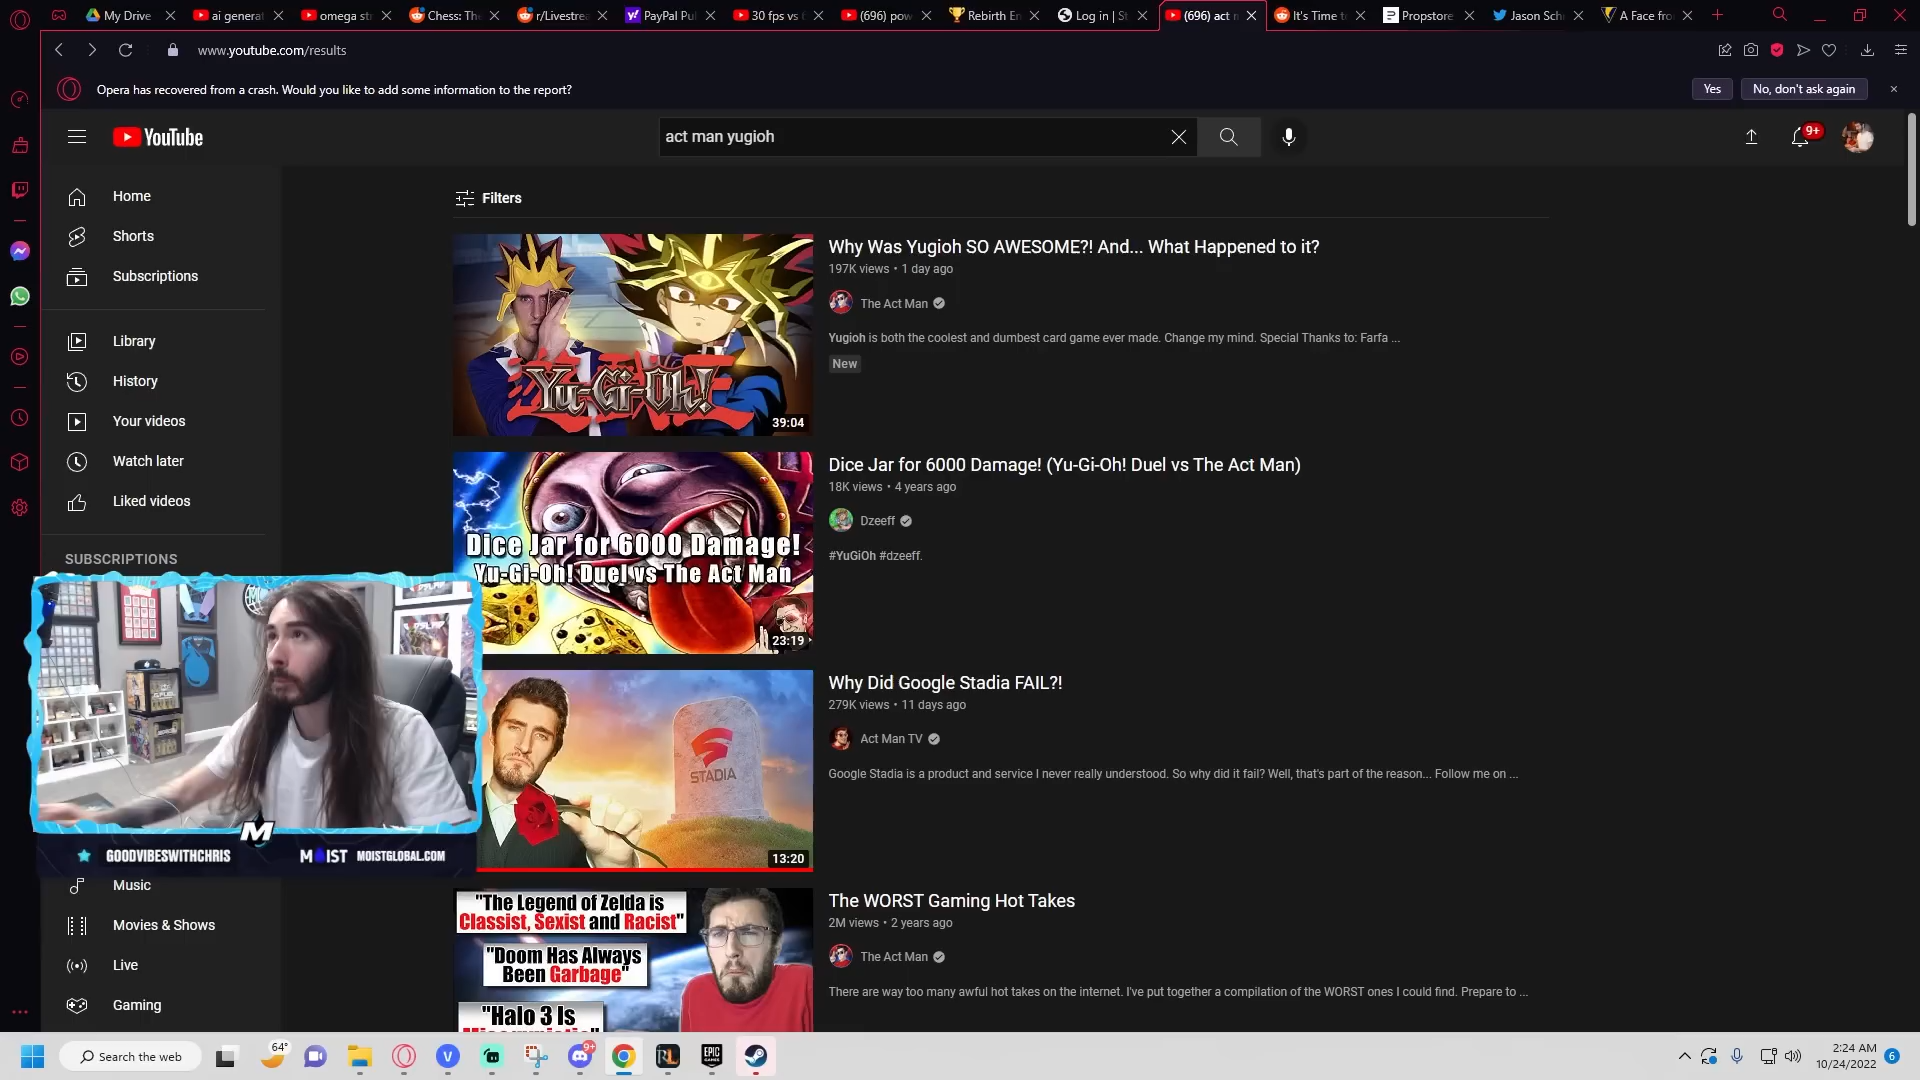 My Drive
ai generat
omega str
Chess: The
r/Livestrea
PayPal Pul
30 fps vs
(696) pow
Rebirth En
Log in | S
(696) act m
It's Time t
Propstore
Jason Schr
A Face fro
www.youtube.com/results
Opera has recovered from a crash. Would you like to add some information to the report?
Yes
No, don't ask again
YouTube
act man yugioh
9+
Home
Shorts
Subscriptions
Library
History
Your videos
Watch later
Liked videos
SUBSCRIPTIONS
Music
Movies & Shows
Live
Gaming
Filters
Yu-Gi-Oh!
39:04
Why Was Yugioh SO AWESOME?! And... What Happened to it?
197K views • 1 day ago
The Act Man
Yugioh is both the coolest and dumbest card game ever made. Change my mind. Special Thanks to: Farfa ...
New
Dice Jar for 6000 Damage!
Yu-Gi-Oh! Duel vs The Act Man
23:19
Dice Jar for 6000 Damage! (Yu-Gi-Oh! Duel vs The Act Man)
18K views • 4 years ago
Dzeeff
#YuGiOh #dzeeff.
STADIA
13:20
Why Did Google Stadia FAIL?!
279K views • 11 days ago
Act Man TV
Google Stadia is a product and service I never really understood. So why did it fail? Well, that's part of the reason... Follow me on ...
"The Legend of Zelda is
Classist, Sexist and Racist"
"Doom Has Always
Been Garbage"
"Halo 3 Is
The WORST Gaming Hot Takes
2M views • 2 years ago
The Act Man
There are way too many awful hot takes on the internet. I've put together a compilation of the WORST ones I could find. Prepare to ...
M
GOODVIBESWITHCHRIS
MOIST
MOISTGLOBAL.COM
Search the web
64°
9+
2:24 AM
10/24/2022
6